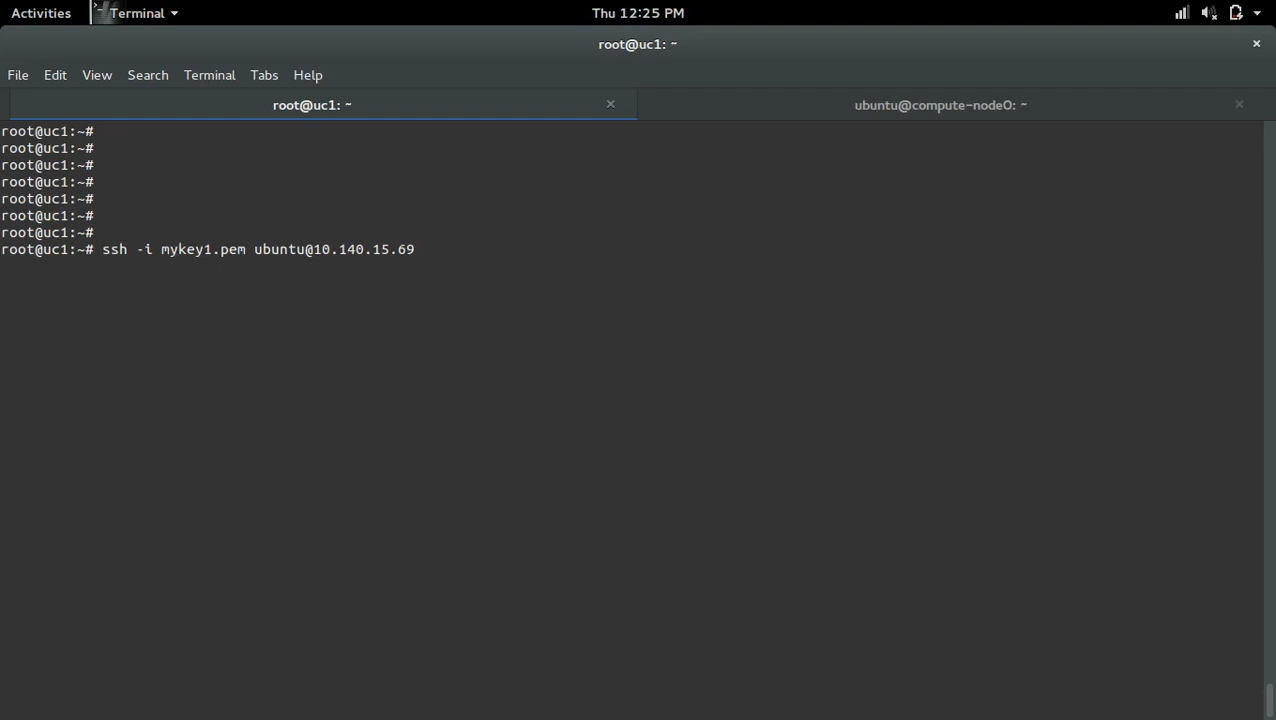 Activities Terminal Thu 12:25 PM
root@uc1: ~ ×
File Edit View Search Terminal Tabs Help
root@uc1: ~ × ubuntu@compute-node0: ~ ×
root@uc1:~#
root@uc1:~#
root@uc1:~#
root@uc1:~#
root@uc1:~#
root@uc1:~#
root@uc1:~#
root@uc1:~# ssh -i mykey1.pem ubuntu@10.140.15.69